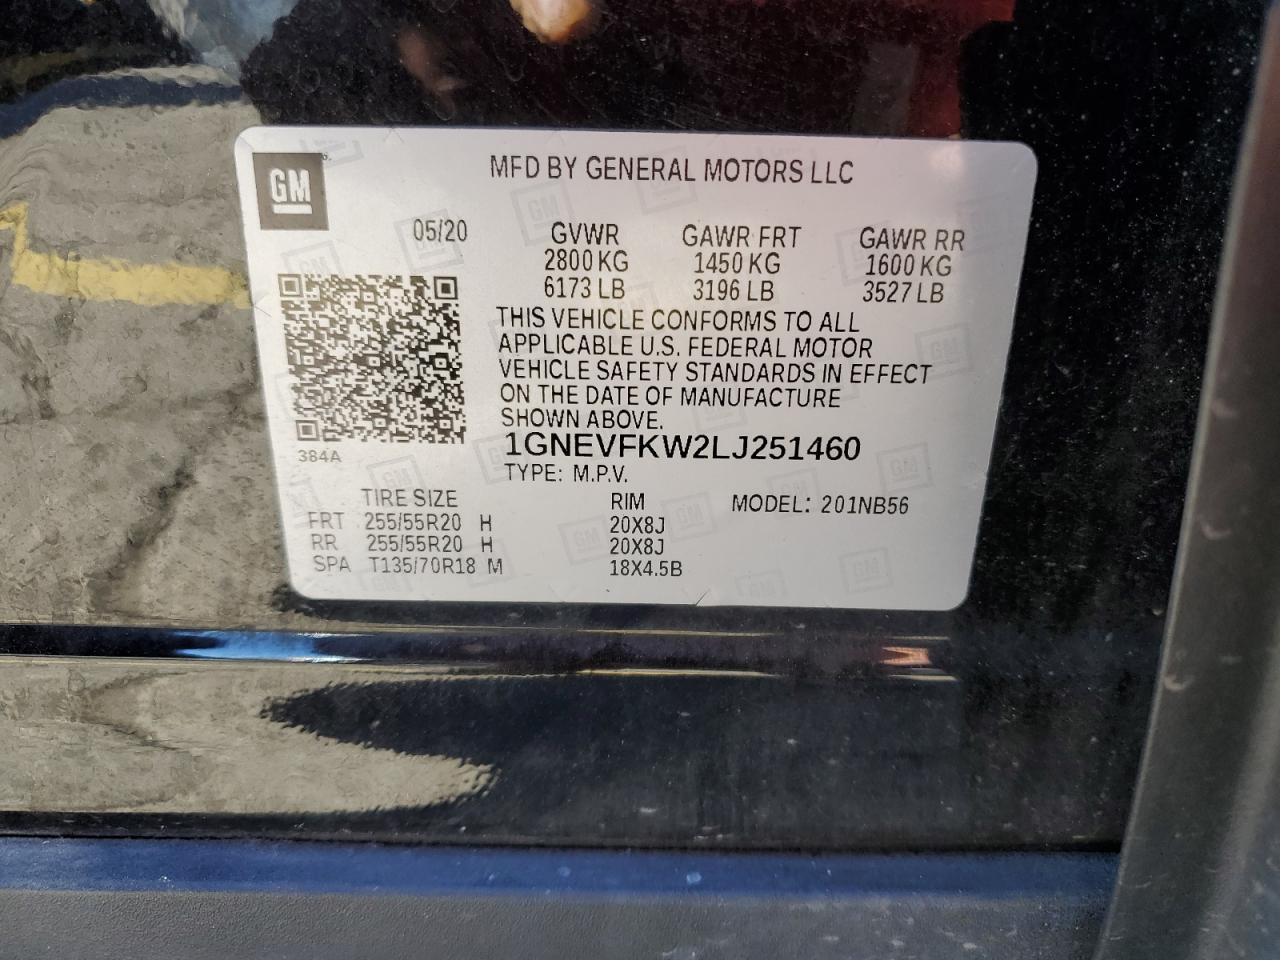 GM
MFD BY GENERAL MOTORS LLC
05/20 GVWR GAWR FRT GAWR RR
2800 KG 1450 KG 1600 KG
6173 LB 3196 LB 3527 LB
THIS VEHICLE CONFORMS TO ALL
APPLICABLE U.S. FEDERAL MOTOR
VEHICLE SAFETY STANDARDS IN EFFECT
ON THE DATE OF MANUFACTURE
SHOWN ABOVE.
384A
1GNEVFKW2LJ251460
TYPE: M.P.V.
TIRE SIZE RIM MODEL: 201NB56
FRT 255/55R20 H 20X8J
RR 255/55R20 H 20X8J
SPA T135/70R18 M 18X4.5B